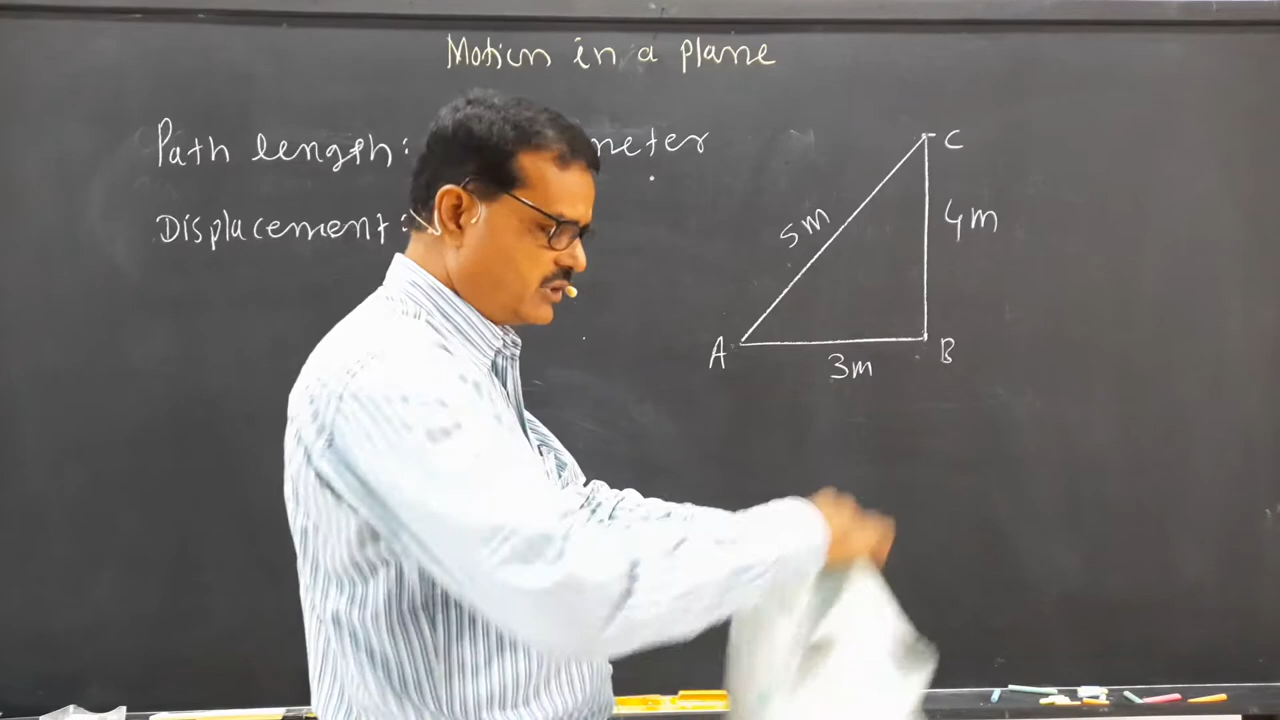 Motion in a plane
Path length: meter
C
Displacement:
5m
4m
A
B
3m